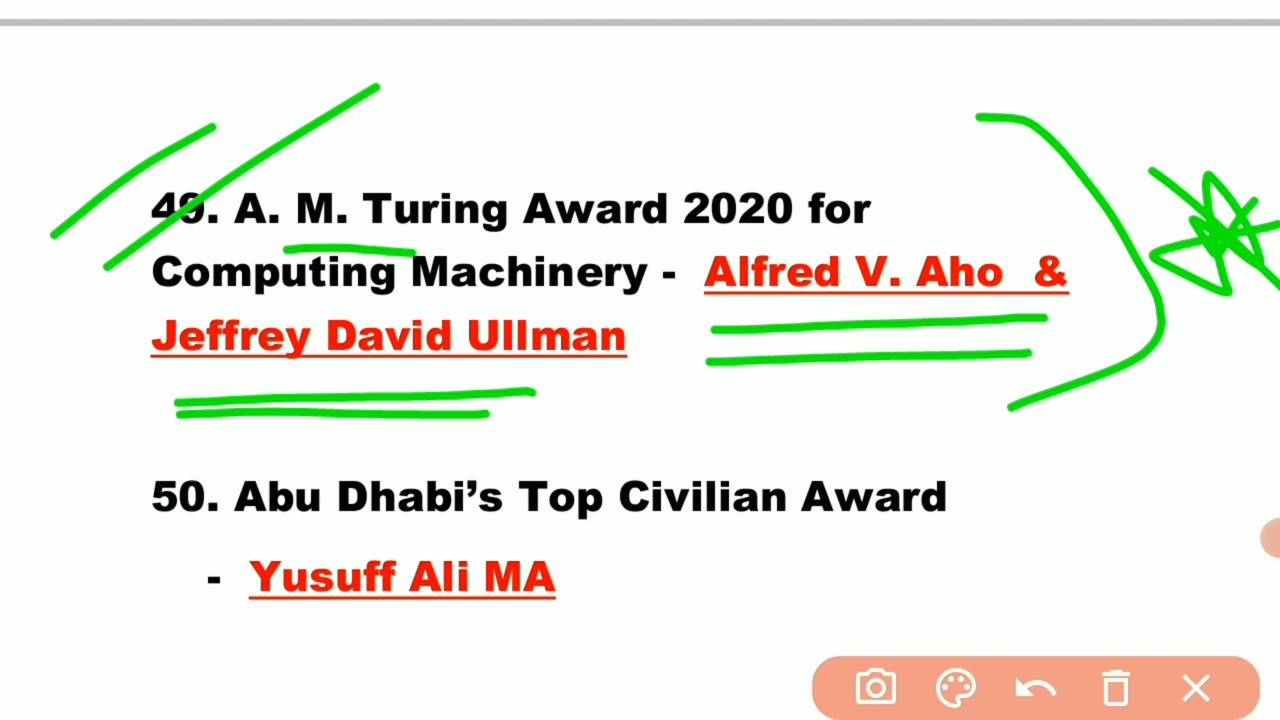 49. A. M. Turing Award 2020 for
Computing Machinery - Alfred V. Aho &
Jeffrey David Ullman
50. Abu Dhabi’s Top Civilian Award
- Yusuff Ali MA